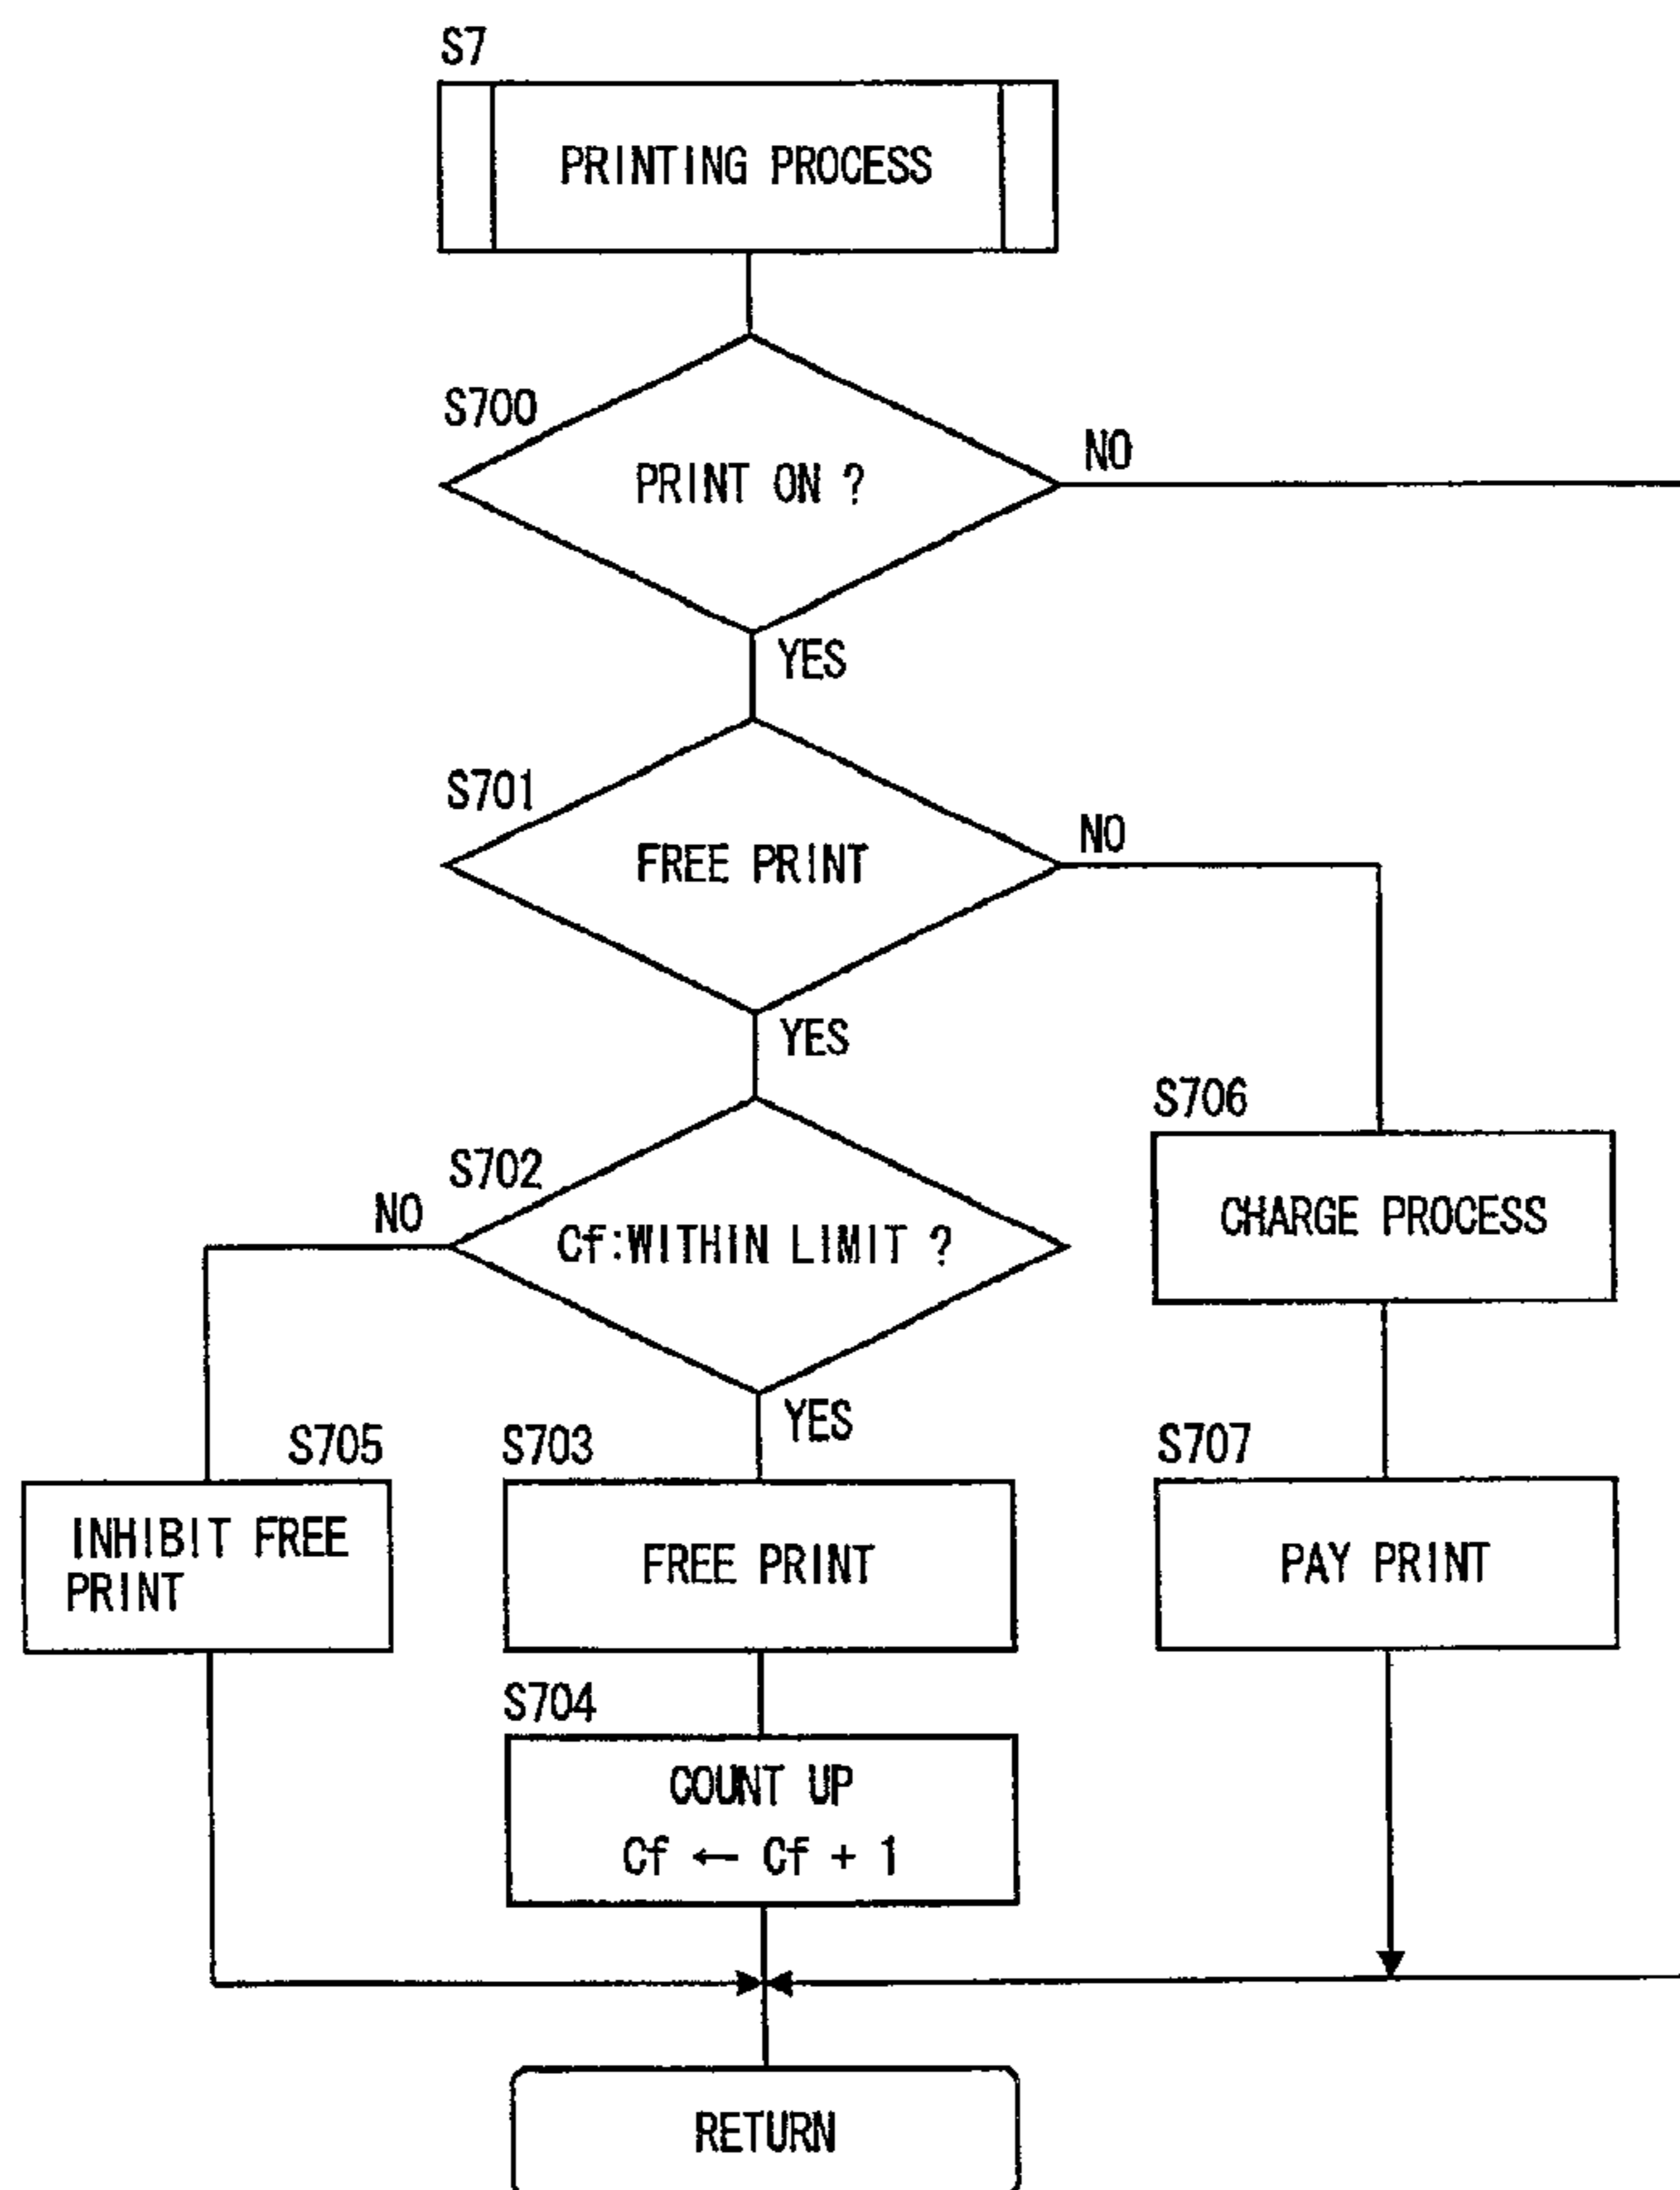 S7
PRINTING PROCESS
S700
PRINT ON ?
NO
YES
S701
FREE PRINT
NO
YES
S702
NO
Cf:WITHIN LIMIT ?
YES
S706
CHARGE PROCESS
S705
INHIBIT FREE
PRINT
S703
FREE PRINT
S707
PAY PRINT
S704
COUNT UP
Cf ← Cf + 1
RETURN